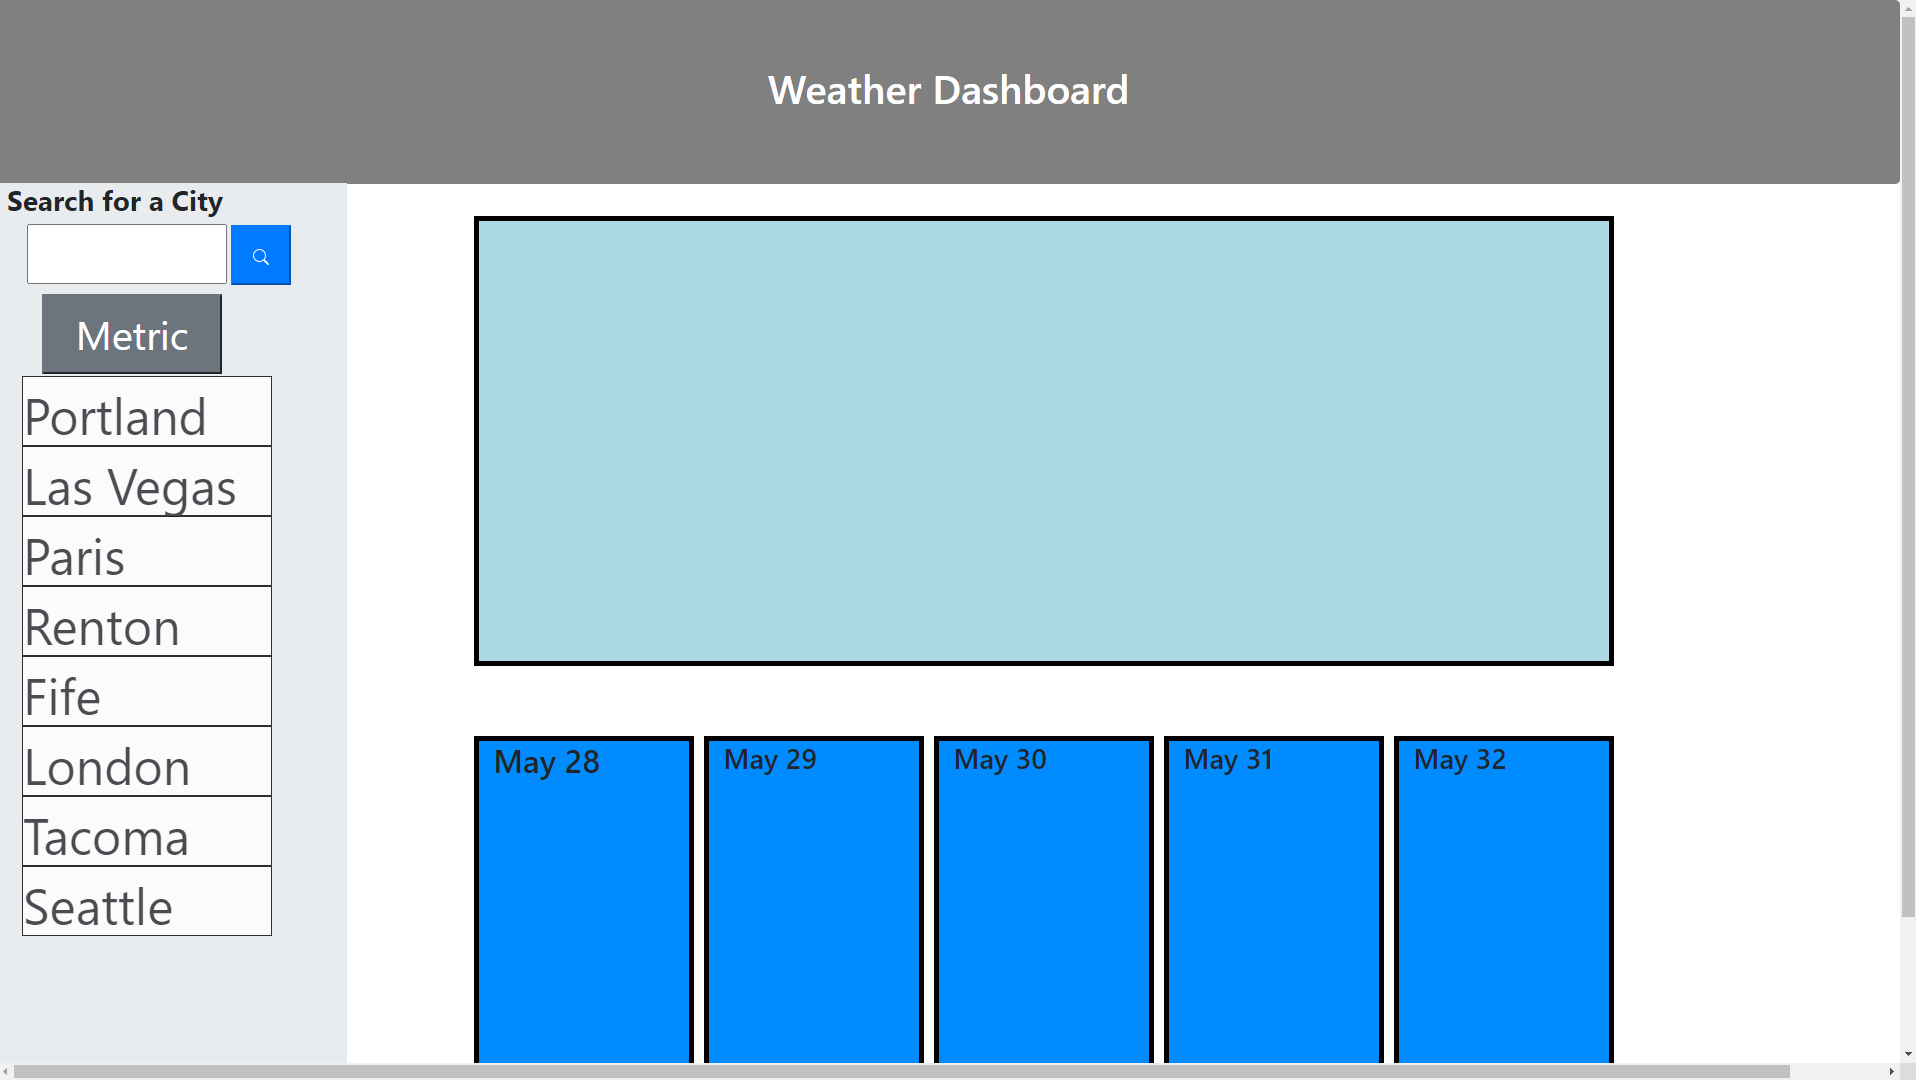 Weather Dashboard
Search for a City
Metric
Portland
Las Vegas
Paris
Renton
Fife
London
Tacoma
Seattle
May 28
May 29
May 30
May 31
May 32